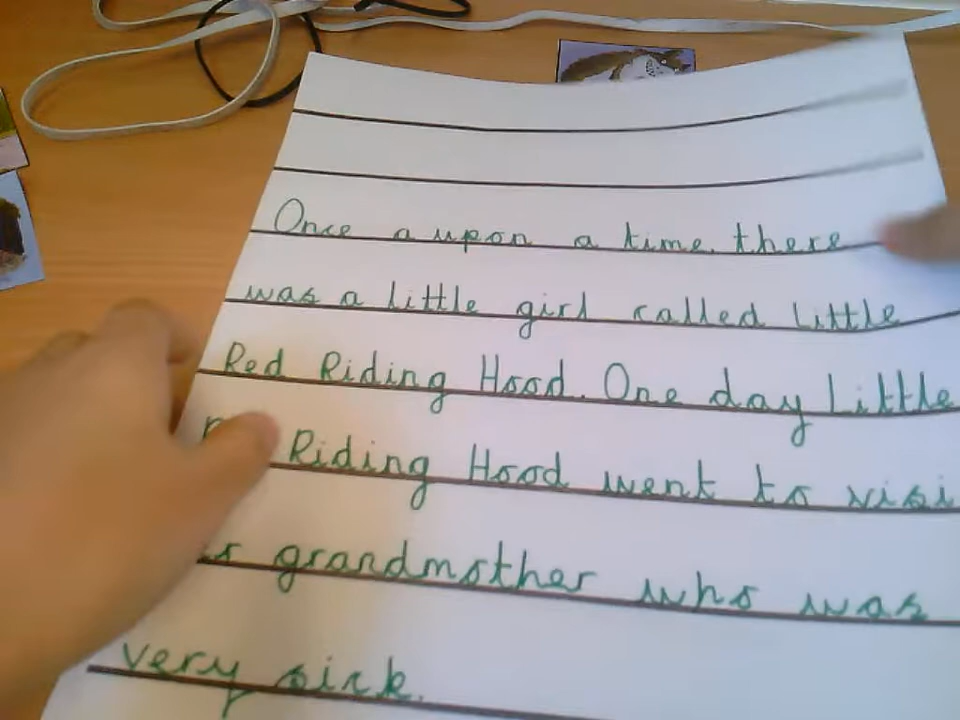 Once a upon a time. there
was a little girl called little
Red Riding Hood. One day Little
Riding Hood went to visi
grandmother who was
very sick.